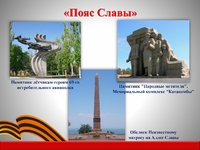 «Пояс Славы»
Памятник лётчикам героям 69-го
истребительного авиаполка
Памятник "Народные мстители",
Мемориальный комплекс "Катакомбы"
Обелиск Неизвестному
матросу на Аллее Славы